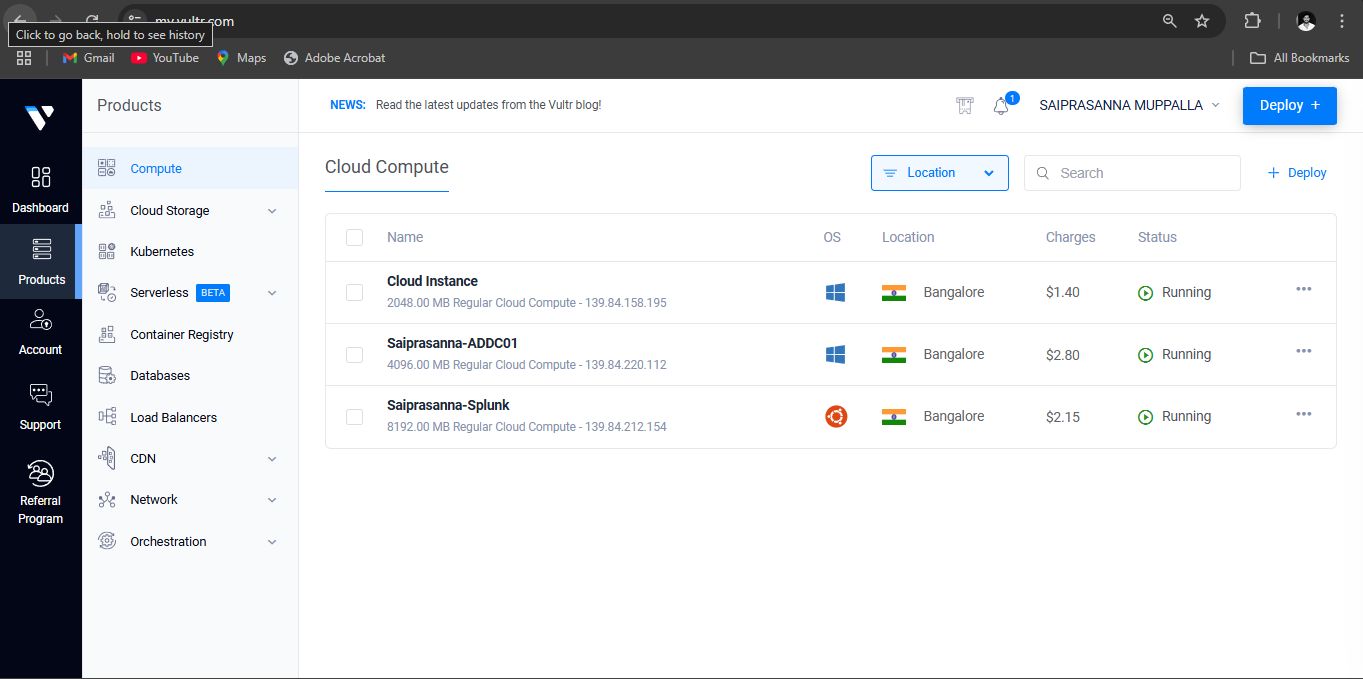 my.vultr.com
Click to go back, hold to see history
Gmail
YouTube
Maps
Adobe Acrobat
All Bookmarks
Products
NEWS: Read the latest updates from the Vultr blog!
1
SAIPRASANNA MUPPALLA
Deploy +
Dashboard
Products
Account
Support
Referral
Program
Compute
Cloud Storage
Kubernetes
Serverless BETA
Container Registry
Databases
Load Balancers
CDN
Network
Orchestration
Cloud Compute
Location
Search
+ Deploy
Name OS Location Charges Status
Cloud Instance
2048.00 MB Regular Cloud Compute - 139.84.158.195
Bangalore $1.40 Running
Saiprasanna-ADDC01
4096.00 MB Regular Cloud Compute - 139.84.220.112
Bangalore $2.80 Running
Saiprasanna-Splunk
8192.00 MB Regular Cloud Compute - 139.84.212.154
Bangalore $2.15 Running